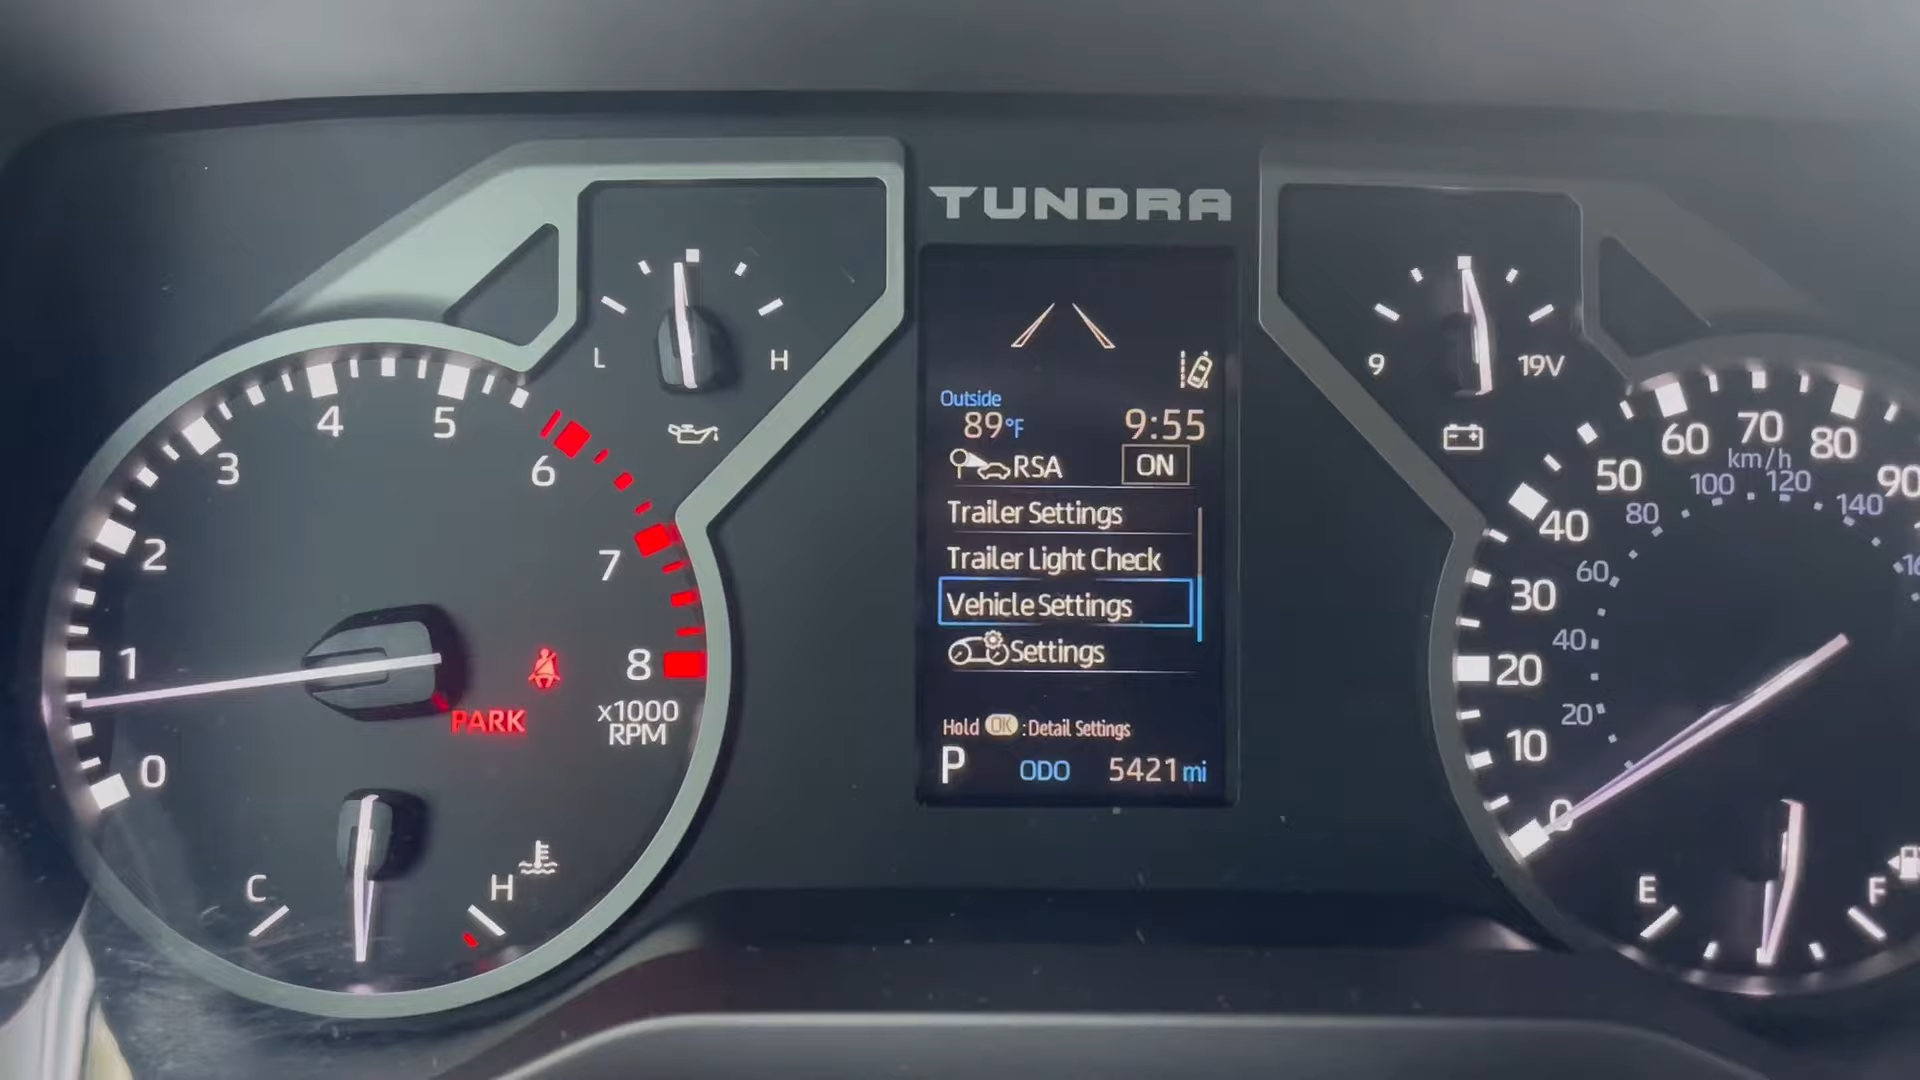 TUNDRA
L
H
9
19V
0
1
2
3
4
5
6
7
8
x1000
RPM
PARK
C
H
Outside
89°F
9:55
RSA
ON
Trailer Settings
Trailer Light Check
Vehicle Settings
Settings
Hold OK : Detail Settings
P
ODO
5421 mi
0
10
20
30
40
50
60
70
80
90
km/h
20
40
60
80
100
120
140
E
F